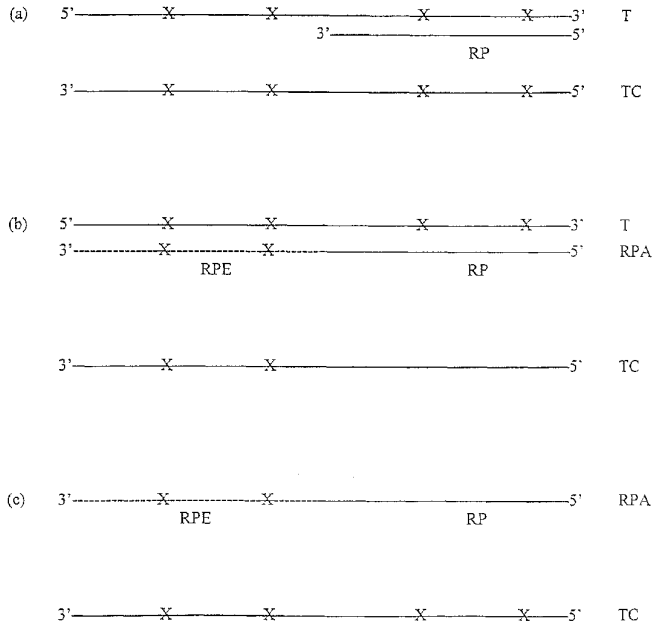 (a) 5’ X X X X 3’ T
3’ 5’
RP
3’ X X X X 5’ TC
(b) 5’ X X X X 3’ T
3’ X X 5’ RPA
RPE RP
3’ X X 5’ TC
(c) 3’ X X 5’ RPA
RPE RP
3’ X X X X 5’ TC